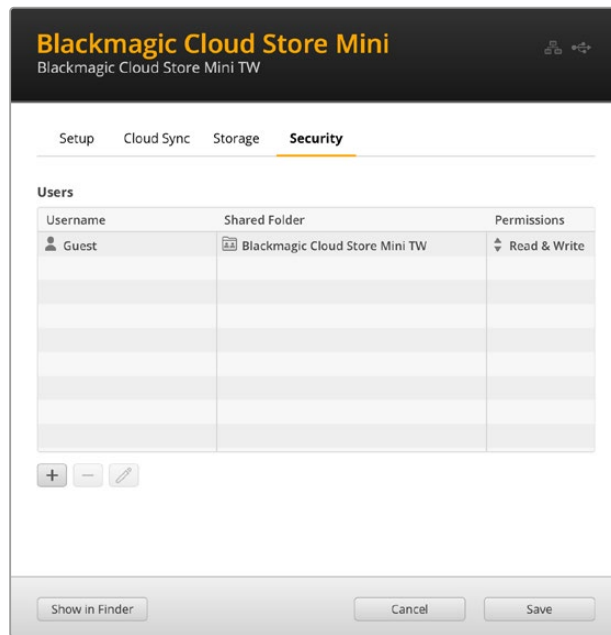 Blackmagic Cloud Store Mini
Blackmagic Cloud Store Mini TW
Setup Cloud Sync Storage Security
Users
Username Shared Folder Permissions
Guest Blackmagic Cloud Store Mini TW Read & Write
Show in Finder Cancel Save